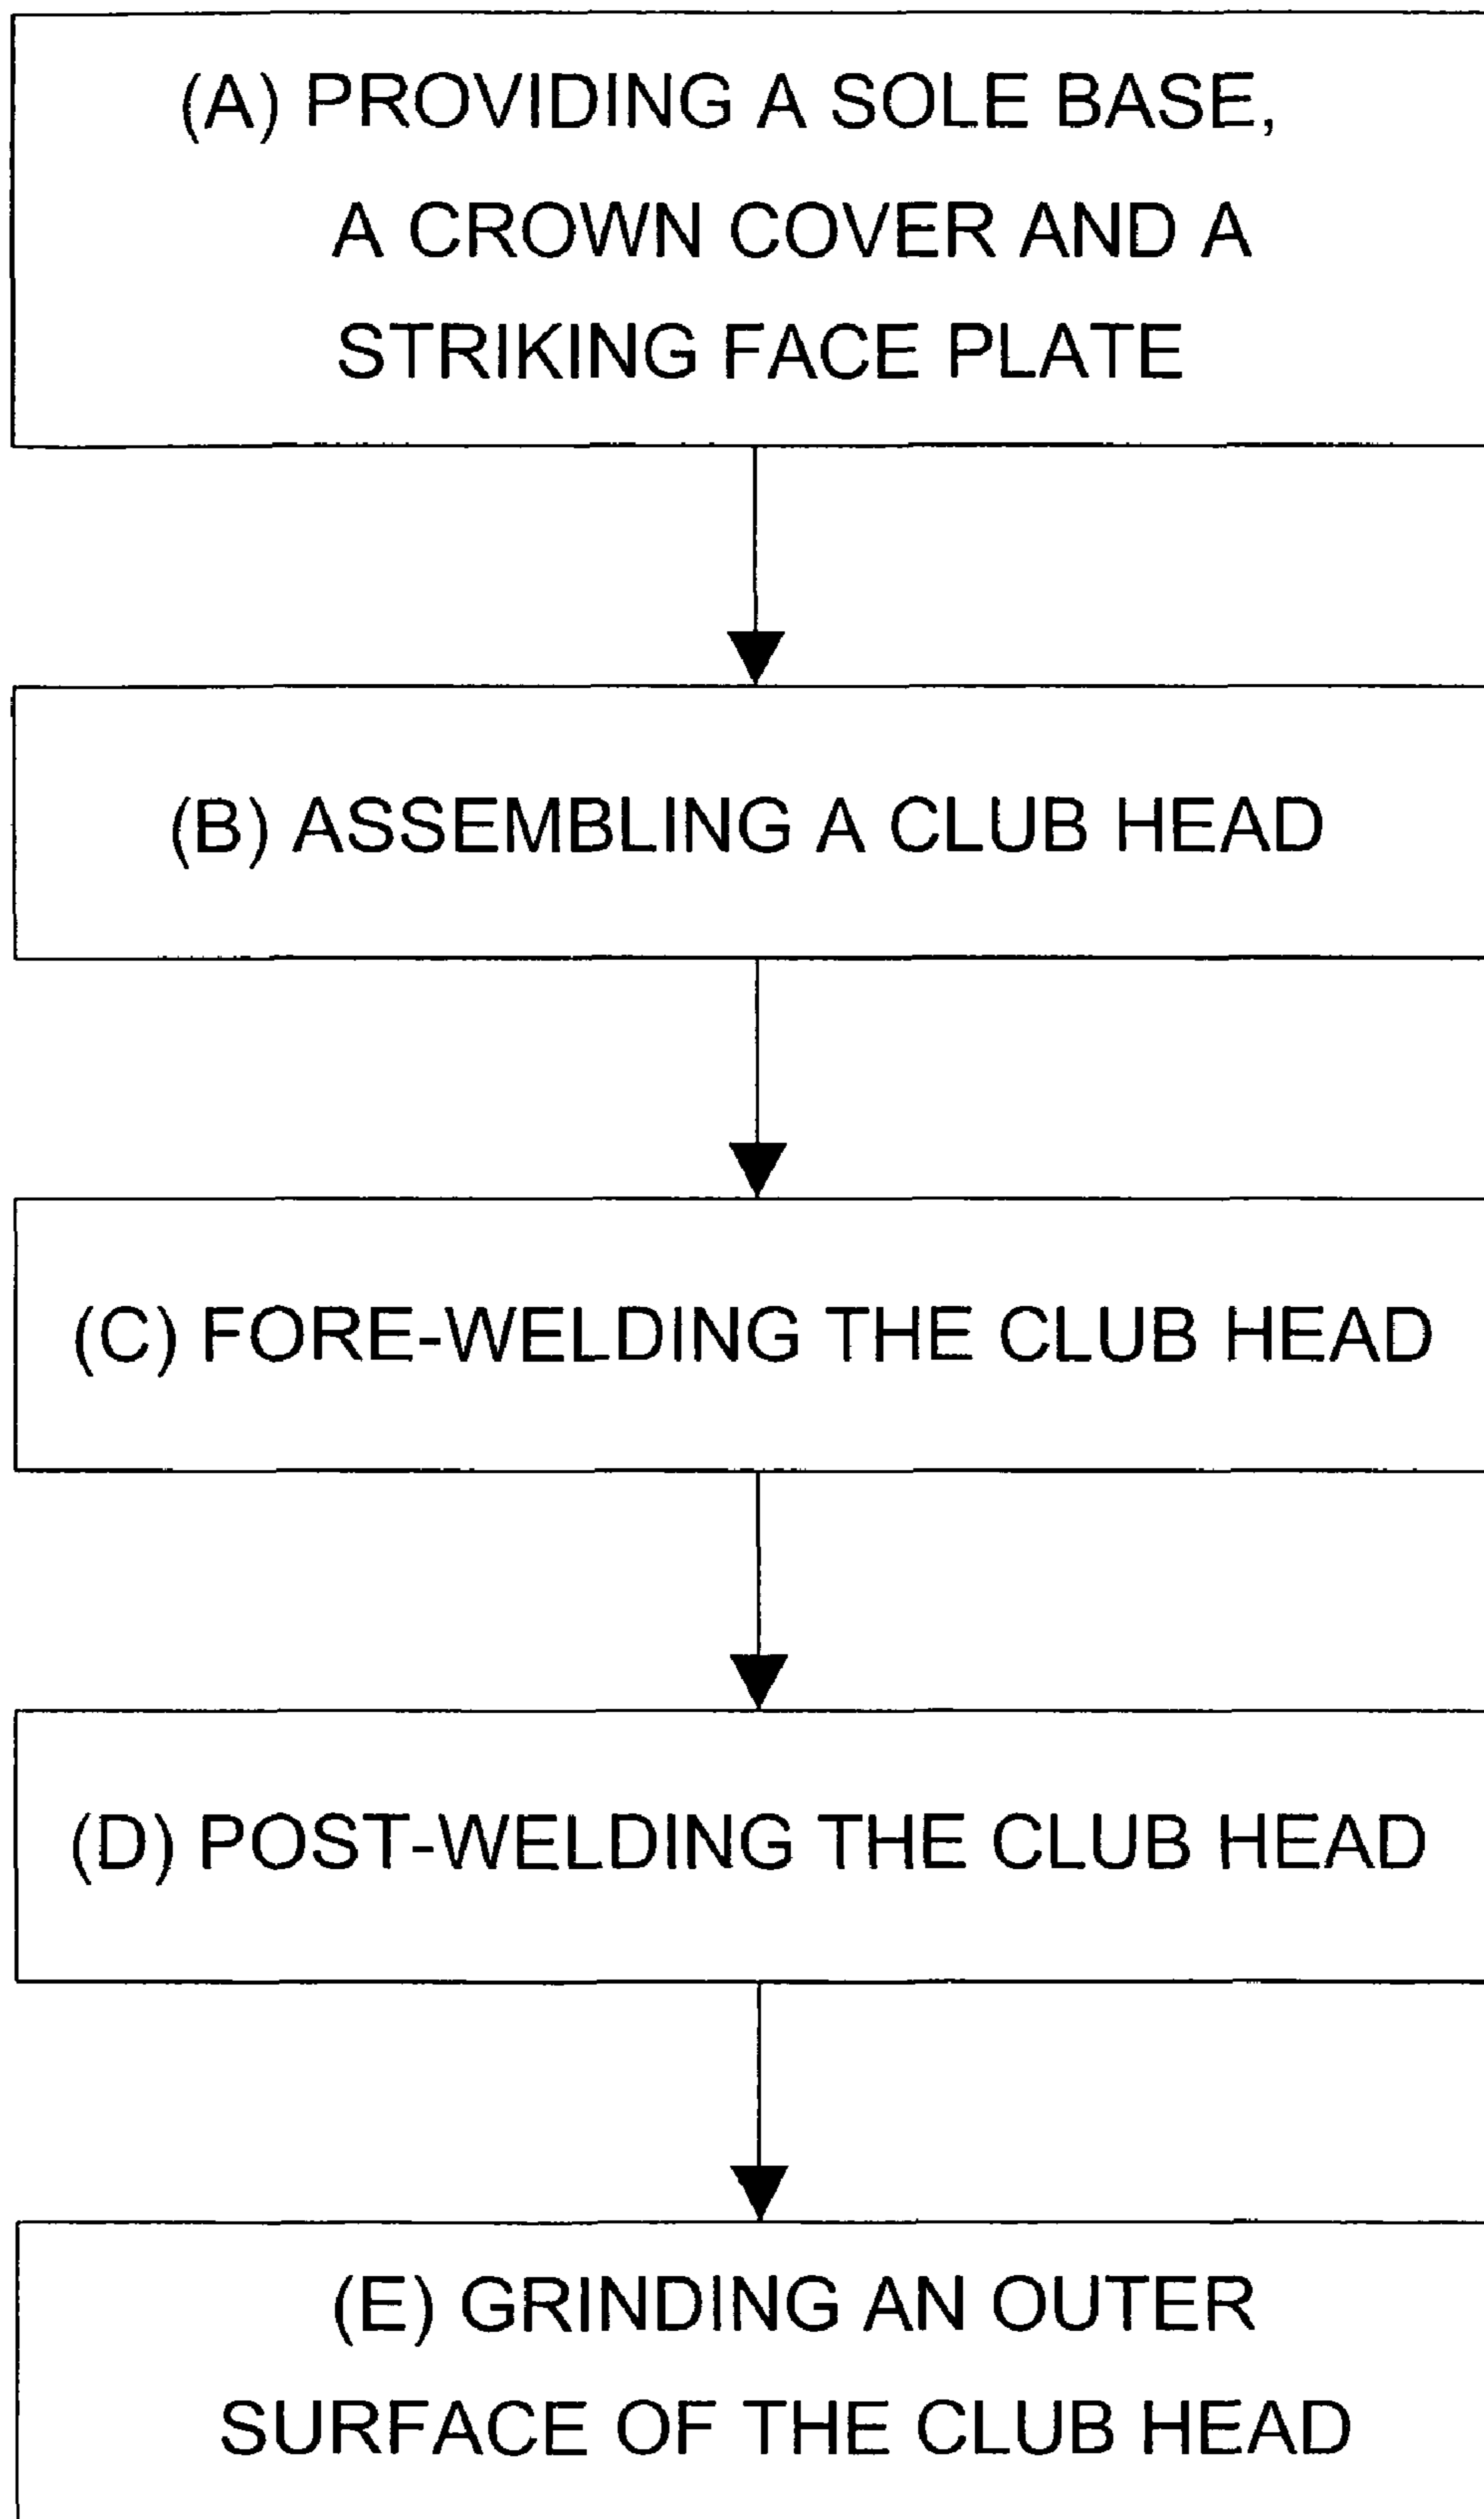 (A) PROVIDING A SOLE BASE,
A CROWN COVER AND A
STRIKING FACE PLATE
(B) ASSEMBLING A CLUB HEAD
(C) FORE-WELDING THE CLUB HEAD
(D) POST-WELDING THE CLUB HEAD
(E) GRINDING AN OUTER
SURFACE OF THE CLUB HEAD